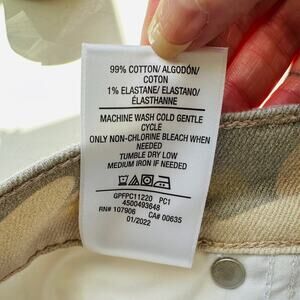 99% COTTON/ ALGODÓN/
COTON
1% ELASTANE/ ELASTANO/
ÉLASTHANNE
MACHINE WASH COLD GENTLE
CYCLE
ONLY NON-CHLORINE BLEACH WHEN
NEEDED
TUMBLE DRY LOW
MEDIUM IRON IF NEEDED
GPFPC11220 PC1
4500493648
RN# 107906 CA# 00635
01/2022